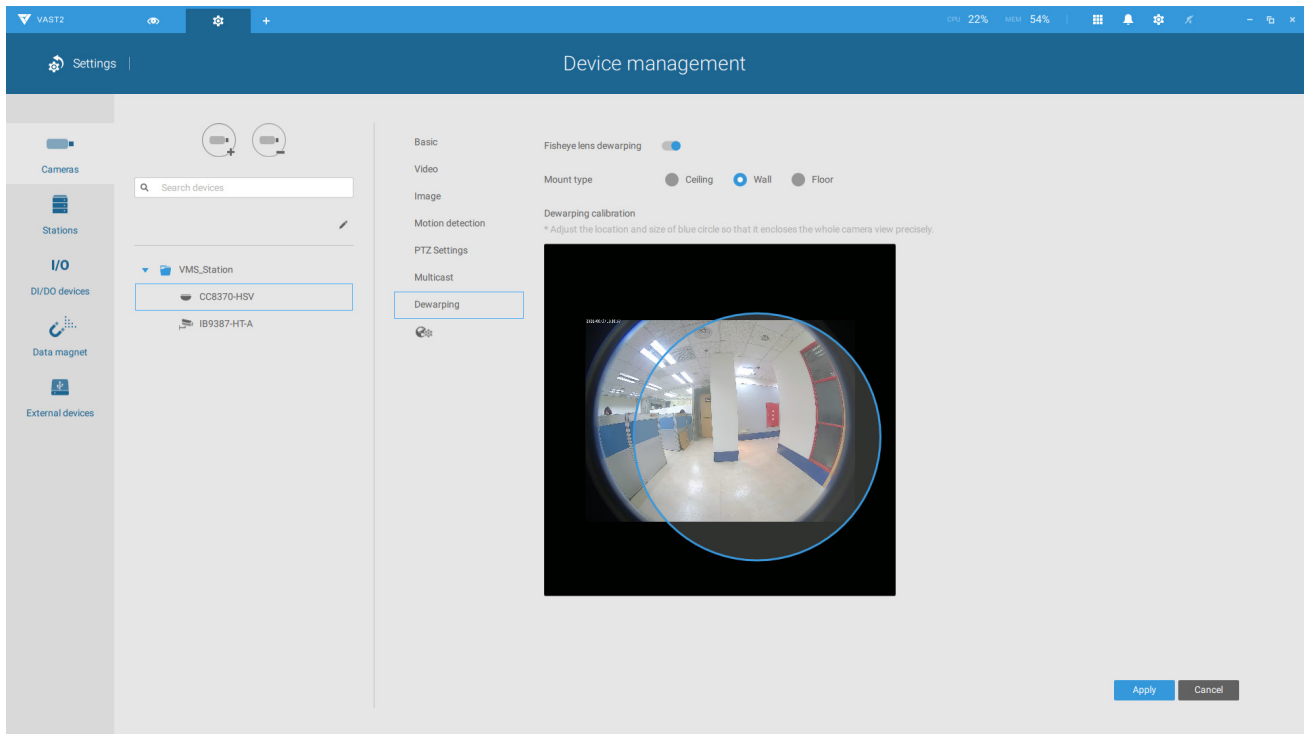 VAST2
+
CPU 22% MEM 54%
Settings
Device management
Cameras
Stations
I/O
DI/DO devices
Data magnet
External devices
Search devices
VMS_Station
CC8370-HSV
IB9387-HT-A
Basic
Video
Image
Motion detection
PTZ Settings
Multicast
Dewarping
Fisheye lens dewarping
Mount type Ceiling Wall Floor
Dewarping calibration
* Adjust the location and size of blue circle so that it encloses the whole camera view precisely.
Apply Cancel